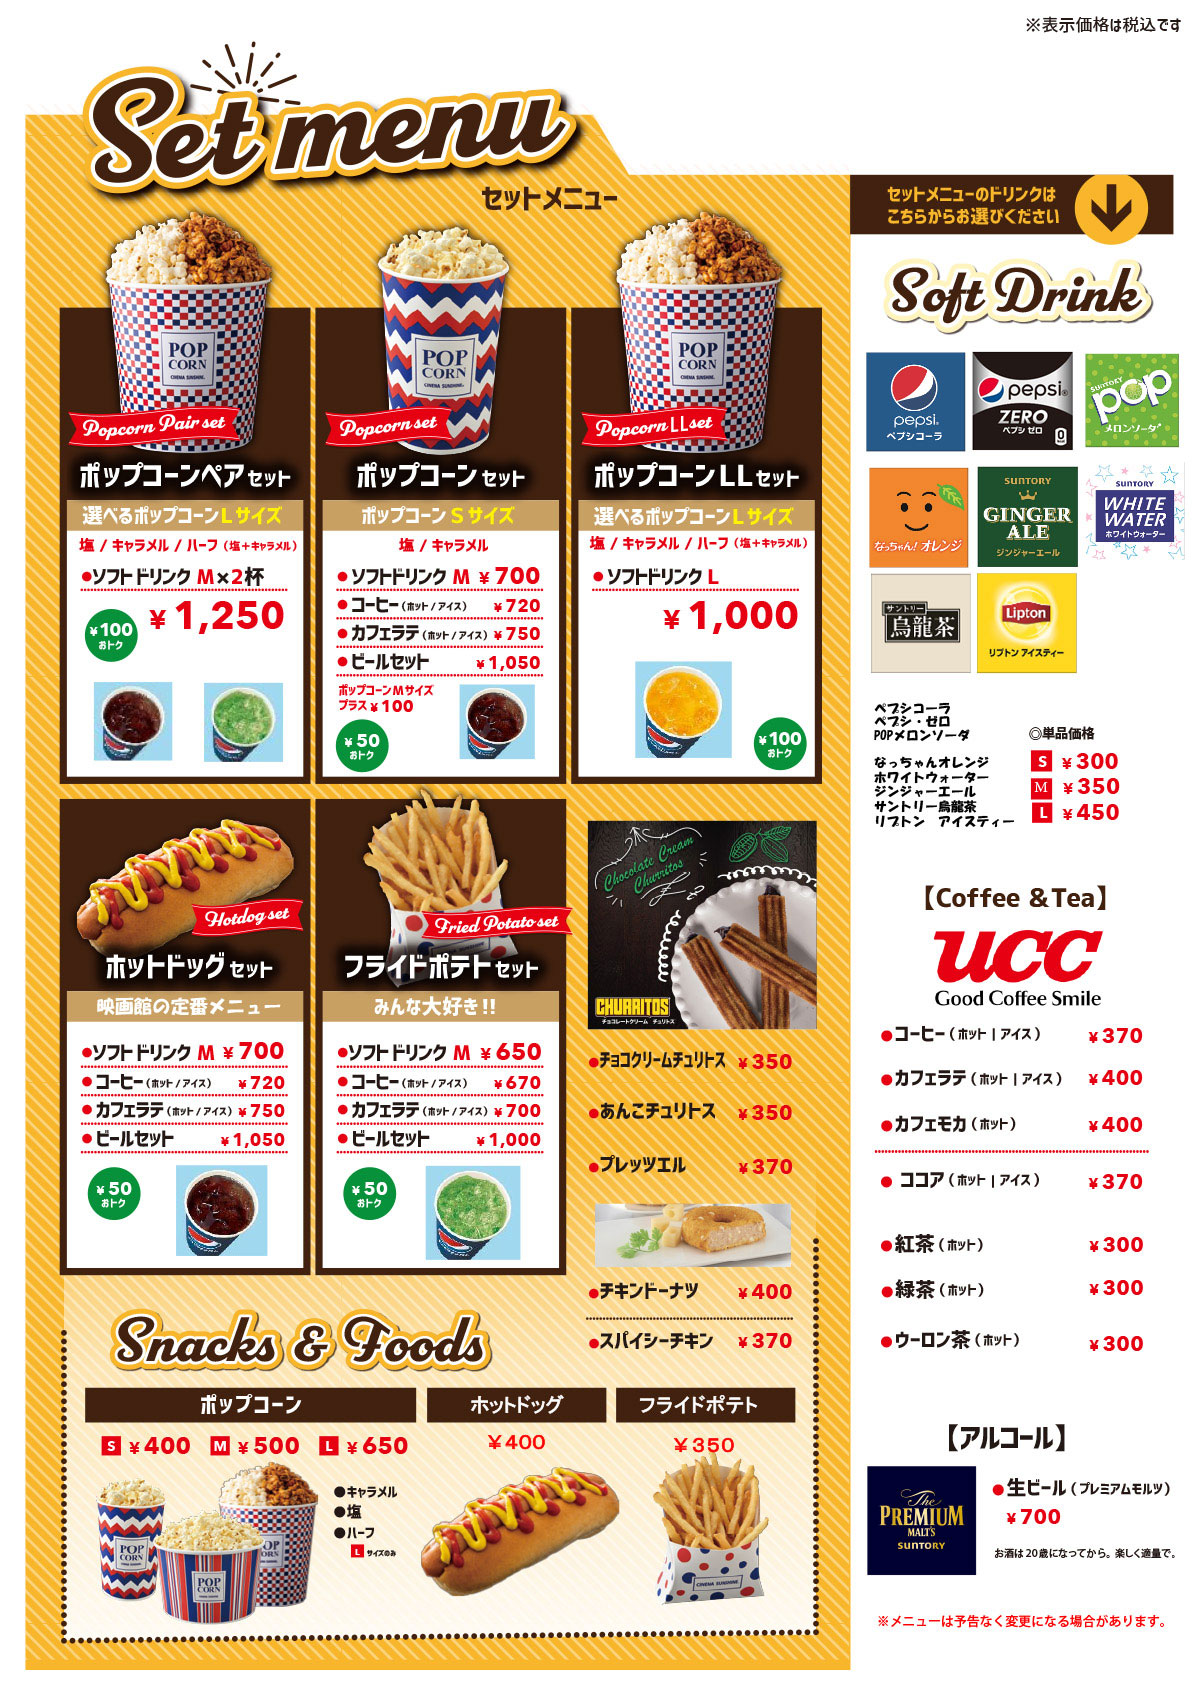 ※表示価格は税込です
Set menu
セットメニュー
セットメニューのドリンクは
こちらからお選びください
POP
CORN
CINEMA SUNSHINE.
Popcorn Pair set
ポップコーンペアセット
選べるポップコーンLサイズ
塩 / キャラメル / ハーフ（塩+キャラメル）
●ソフトドリンク M×2杯
¥1,250
¥100
おトク
POP
CORN
CINEMA SUNSHINE.
Popcorn set
ポップコーンセット
ポップコーンSサイズ
塩 / キャラメル
●ソフトドリンク M ¥700
●コーヒー（ホット / アイス） ¥720
●カフェラテ（ホット / アイス） ¥750
●ビールセット ¥1,050
ポップコーンMサイズ
プラス¥100
¥50
おトク
POP
CORN
CINEMA SUNSHINE.
Popcorn LL set
ポップコーンLLセット
選べるポップコーンLサイズ
塩 / キャラメル / ハーフ（塩+キャラメル）
●ソフトドリンク L
¥1,000
¥100
おトク
Hotdog set
ホットドッグセット
映画館の定番メニュー
●ソフトドリンク M ¥700
●コーヒー（ホット / アイス） ¥720
●カフェラテ（ホット / アイス） ¥750
●ビールセット ¥1,050
¥50
おトク
Fried Potato set
フライドポテトセット
みんな大好き!!
●ソフトドリンク M ¥650
●コーヒー（ホット / アイス） ¥670
●カフェラテ（ホット / アイス） ¥700
●ビールセット ¥1,000
¥50
おトク
Chocolate Cream
Churritos
CHURRITOS
チョコレートクリーム チュリトス
●チョコクリームチュリトス ¥350
●あんこチュリトス ¥350
●プレッツエル ¥370
●チキンドーナツ ¥400
●スパイシーチキン ¥370
Snacks & Foods
ポップコーン
S ¥400 M ¥500 L ¥650
POP
CORN
POP
CORN
●キャラメル
●塩
●ハーフ
L サイズのみ
ホットドッグ
¥400
フライドポテト
¥350
CINEMA SUNSHINE.
Soft Drink
pepsi
ペプシコーラ
pepsi
ZERO
ペプシ ゼロ
SUNTORY
pop
メロンソーダ
なっちゃん! オレンジ
SUNTORY
GINGER
ALE
ジンジャーエール
SUNTORY
WHITE
WATER
ホワイトウォーター
サントリー
烏龍茶
Lipton
リプトン アイスティー
ペプシコーラ
ペプシ・ゼロ
POPメロンソーダ
なっちゃんオレンジ
ホワイトウォーター
ジンジャーエール
サントリー烏龍茶
リプトン アイスティー
◎単品価格
S ¥300
M ¥350
L ¥450
【Coffee & Tea】
UCC
Good Coffee Smile
●コーヒー（ホット | アイス） ¥370
●カフェラテ（ホット | アイス） ¥400
●カフェモカ（ホット） ¥400
●ココア（ホット | アイス） ¥370
●紅茶（ホット） ¥300
●緑茶（ホット） ¥300
●ウーロン茶（ホット） ¥300
【アルコール】
The
PREMIUM
MALT'S
SUNTORY
●生ビール（プレミアムモルツ）
¥700
お酒は20歳になってから。楽しく適量で。
※メニューは予告なく変更になる場合があります。